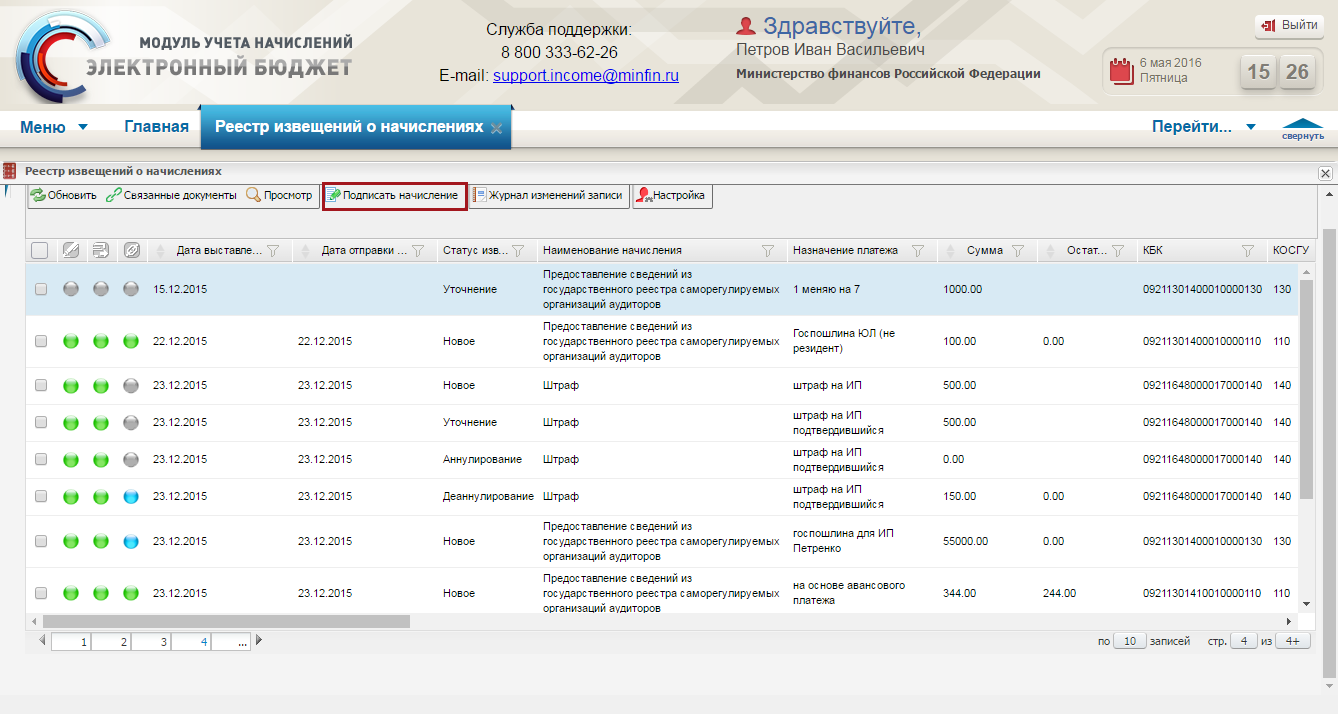 МОДУЛЬ УЧЕТА НАЧИСЛЕНИЙ
ЭЛЕКТРОННЫЙ БЮДЖЕТ
Служба поддержки:
8 800 333-62-26
E-mail: support.income@minfin.ru
Здравствуйте,
Петров Иван Васильевич
Министерство финансов Российской Федерации
Выйти
6 мая 2016
Пятница
15 26
Меню Главная Реестр извещений о начислениях Перейти... свернуть
Реестр извещений о начислениях
Обновить Связанные документы Просмотр Подписать начисление Журнал изменений записи Настройка
Дата выставле... Дата отправки ... Статус изв... Наименование начисления Назначение платежа Сумма Остат... КБК КОСГУ
15.12.2015 Уточнение Предоставление сведений из
государственного реестра саморегулируемых
организаций аудиторов 1 меняю на 7 1000.00 09211301400010000130 130
22.12.2015 22.12.2015 Новое Предоставление сведений из
государственного реестра саморегулируемых
организаций аудиторов Госпошлина ЮЛ (не
резидент) 100.00 0.00 09211301400010000110 110
23.12.2015 23.12.2015 Новое Штраф штраф на ИП 500.00 09211648000017000140 140
23.12.2015 23.12.2015 Уточнение Штраф штраф на ИП
подтвердившийся 500.00 09211648000017000140 140
23.12.2015 23.12.2015 Аннулирование Штраф штраф на ИП
подтвердившийся 0.00 09211648000017000140 140
23.12.2015 23.12.2015 Деаннулирование Штраф штраф на ИП
подтвердившийся 150.00 0.00 09211648000017000140 140
23.12.2015 23.12.2015 Новое Предоставление сведений из
государственного реестра саморегулируемых
организаций аудиторов госпошлина для ИП
Петренко 55000.00 0.00 09211301400010000130 130
23.12.2015 23.12.2015 Новое Предоставление сведений из
государственного реестра саморегулируемых
организаций аудиторов на основе авансового
платежа 344.00 244.00 09211301410010000110 110
1 2 3 4 ... по 10 записей стр. 4 из 4+